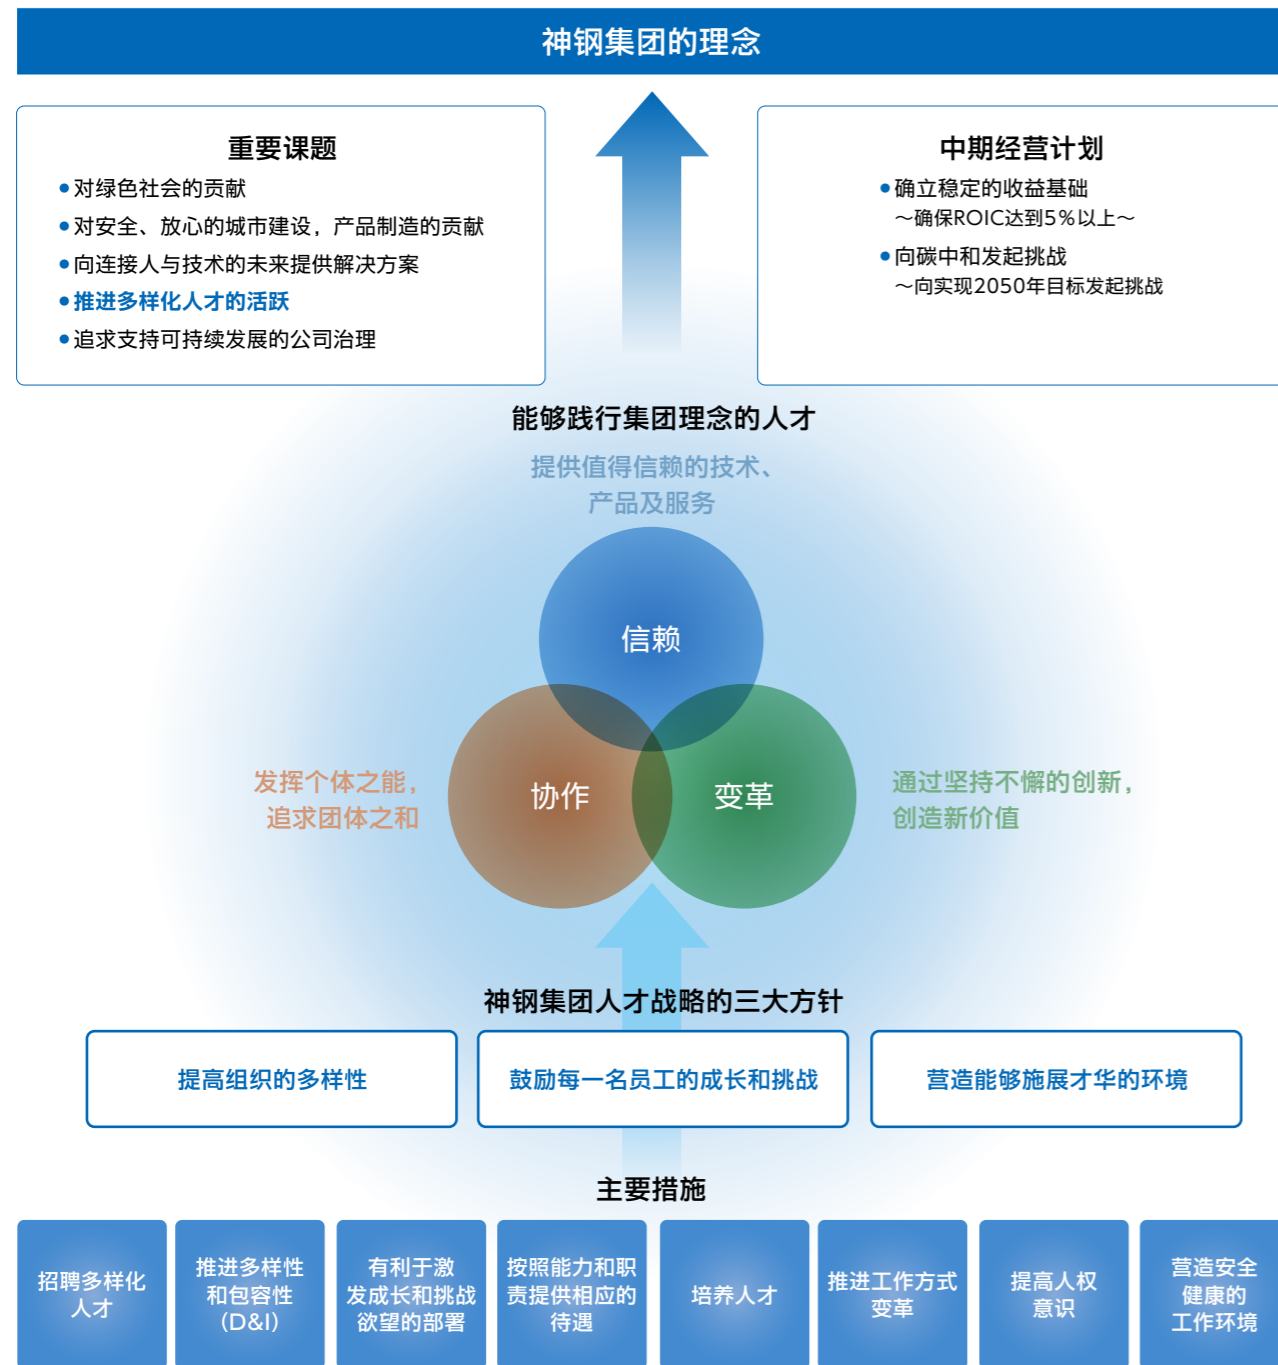 神钢集团的理念
重要课题
•对绿色社会的贡献
•对安全、放心的城市建设，产品制造的贡献
•向连接人与技术的未来提供解决方案
•推进多样化人才的活跃
•追求支持可持续发展的公司治理
中期经营计划
•确立稳定的收益基础
～确保ROIC达到5%以上～
•向碳中和发起挑战
～向实现2050年目标发起挑战
能够践行集团理念的人才
提供值得信赖的技术、
产品及服务
信赖
发挥个体之能，
追求团体之和
协作
变革
通过坚持不懈的创新，
创造新价值
神钢集团人才战略的三大方针
提高组织的多样性
鼓励每一名员工的成长和挑战
营造能够施展才华的环境
主要措施
招聘多样化
人才
推进多样性
和包容性
（D&I）
有利于激
发成长和挑战
欲望的部署
按照能力和职
责提供相应的
待遇
培养人才
推进工作方式
变革
提高人权
意识
营造安全
健康的
工作环境